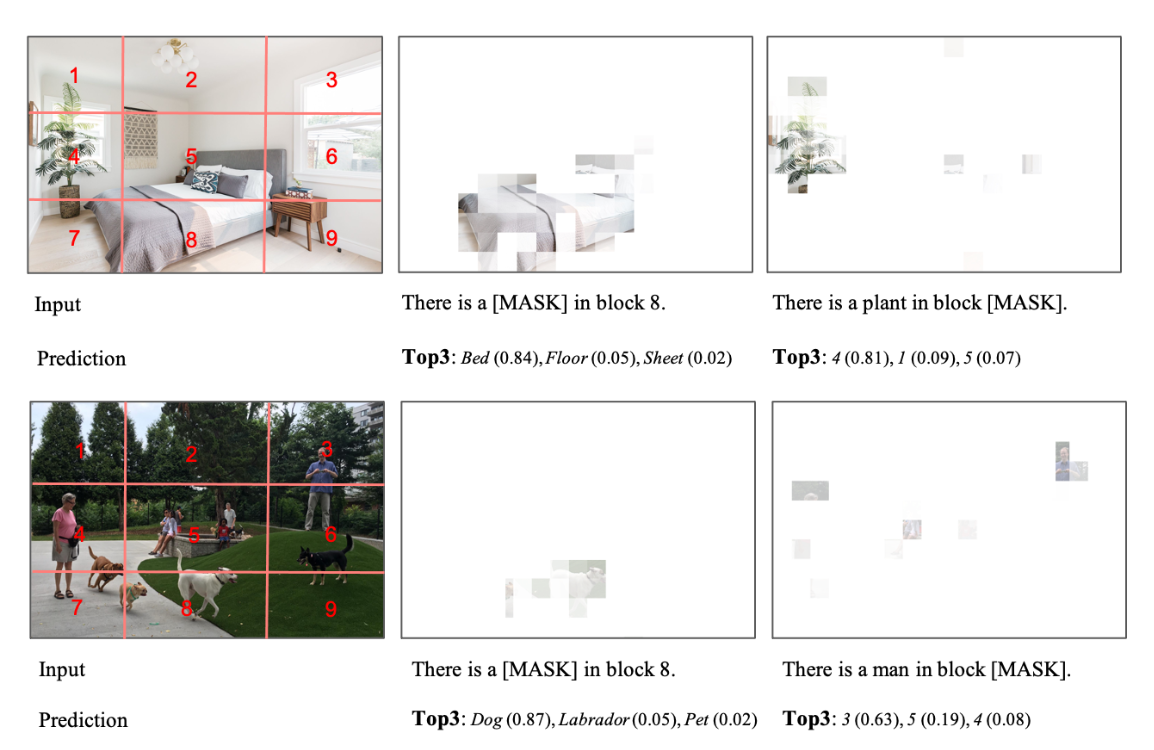 1 2 3
4 5 6
7 8 9
Input
There is a [MASK] in block 8.
There is a plant in block [MASK].
Prediction
Top3: Bed (0.84), Floor (0.05), Sheet (0.02)
Top3: 4 (0.81), 1 (0.09), 5 (0.07)
1 2 3
4 5 6
7 8 9
Input
There is a [MASK] in block 8.
There is a man in block [MASK].
Prediction
Top3: Dog (0.87), Labrador (0.05), Pet (0.02)
Top3: 3 (0.63), 5 (0.19), 4 (0.08)